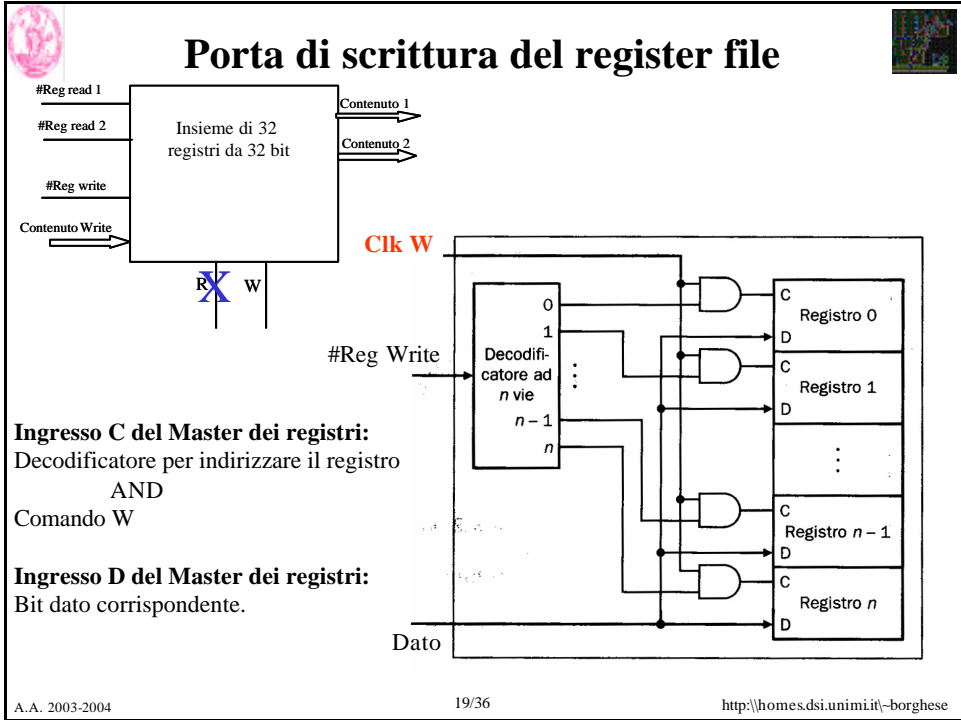 Porta di scrittura del register file
#Reg read 1
#Reg read 2
#Reg write
Contenuto Write
Insieme di 32
registri da 32 bit
Contenuto 1
Contenuto 2
R
X
W
Clk W
#Reg Write
Decodifi-
catore ad
n vie
0
1
⋮
n – 1
n
C
Registro 0
D
C
Registro 1
D
⋮
C
Registro n – 1
D
C
Registro n
D
Dato
Ingresso C del Master dei registri:
Decodificatore per indirizzare il registro
AND
Comando W
Ingresso D del Master dei registri:
Bit dato corrispondente.
A.A. 2003-2004
19/36
http:\\homes.dsi.unimi.it\~borghese